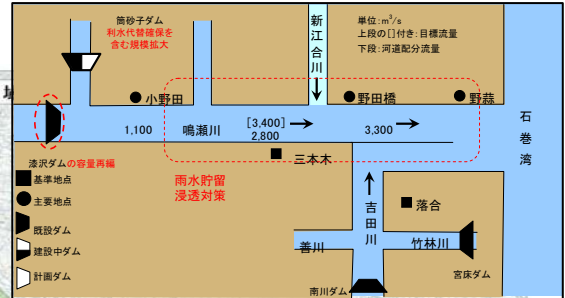 筒砂子ダム
利水代替確保を
含む規模拡大
新江合川
単位:m³/s
上段の[]付き:目標流量
下段:河道配分流量
小野田
野田橋
野蒜
石巻湾
1,100
鳴瀬川
[3,400]
2,800
3,300
漆沢ダムの容量再編
三本木
雨水貯留
浸透対策
基準地点
主要地点
既設ダム
建設中ダム
計画ダム
吉田川
落合
善川
竹林川
宮床ダム
南川ダム